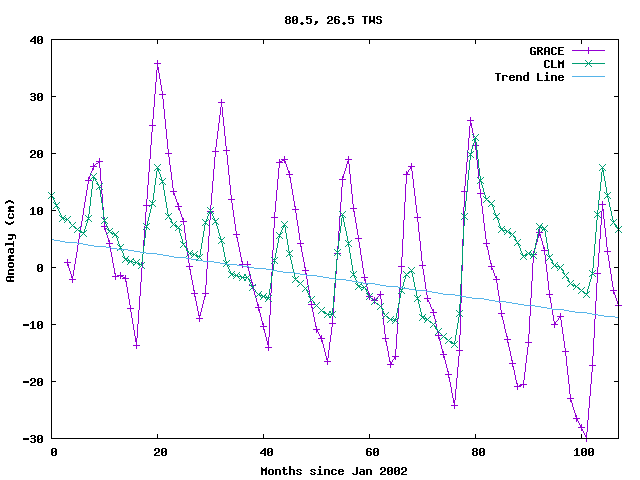 80.5, 26.5 TWS
GRACE
CLM
Trend Line
40
30
20
10
0
-10
-20
-30
Anomaly (cm)
0 20 40 60 80 100
Months since Jan 2002